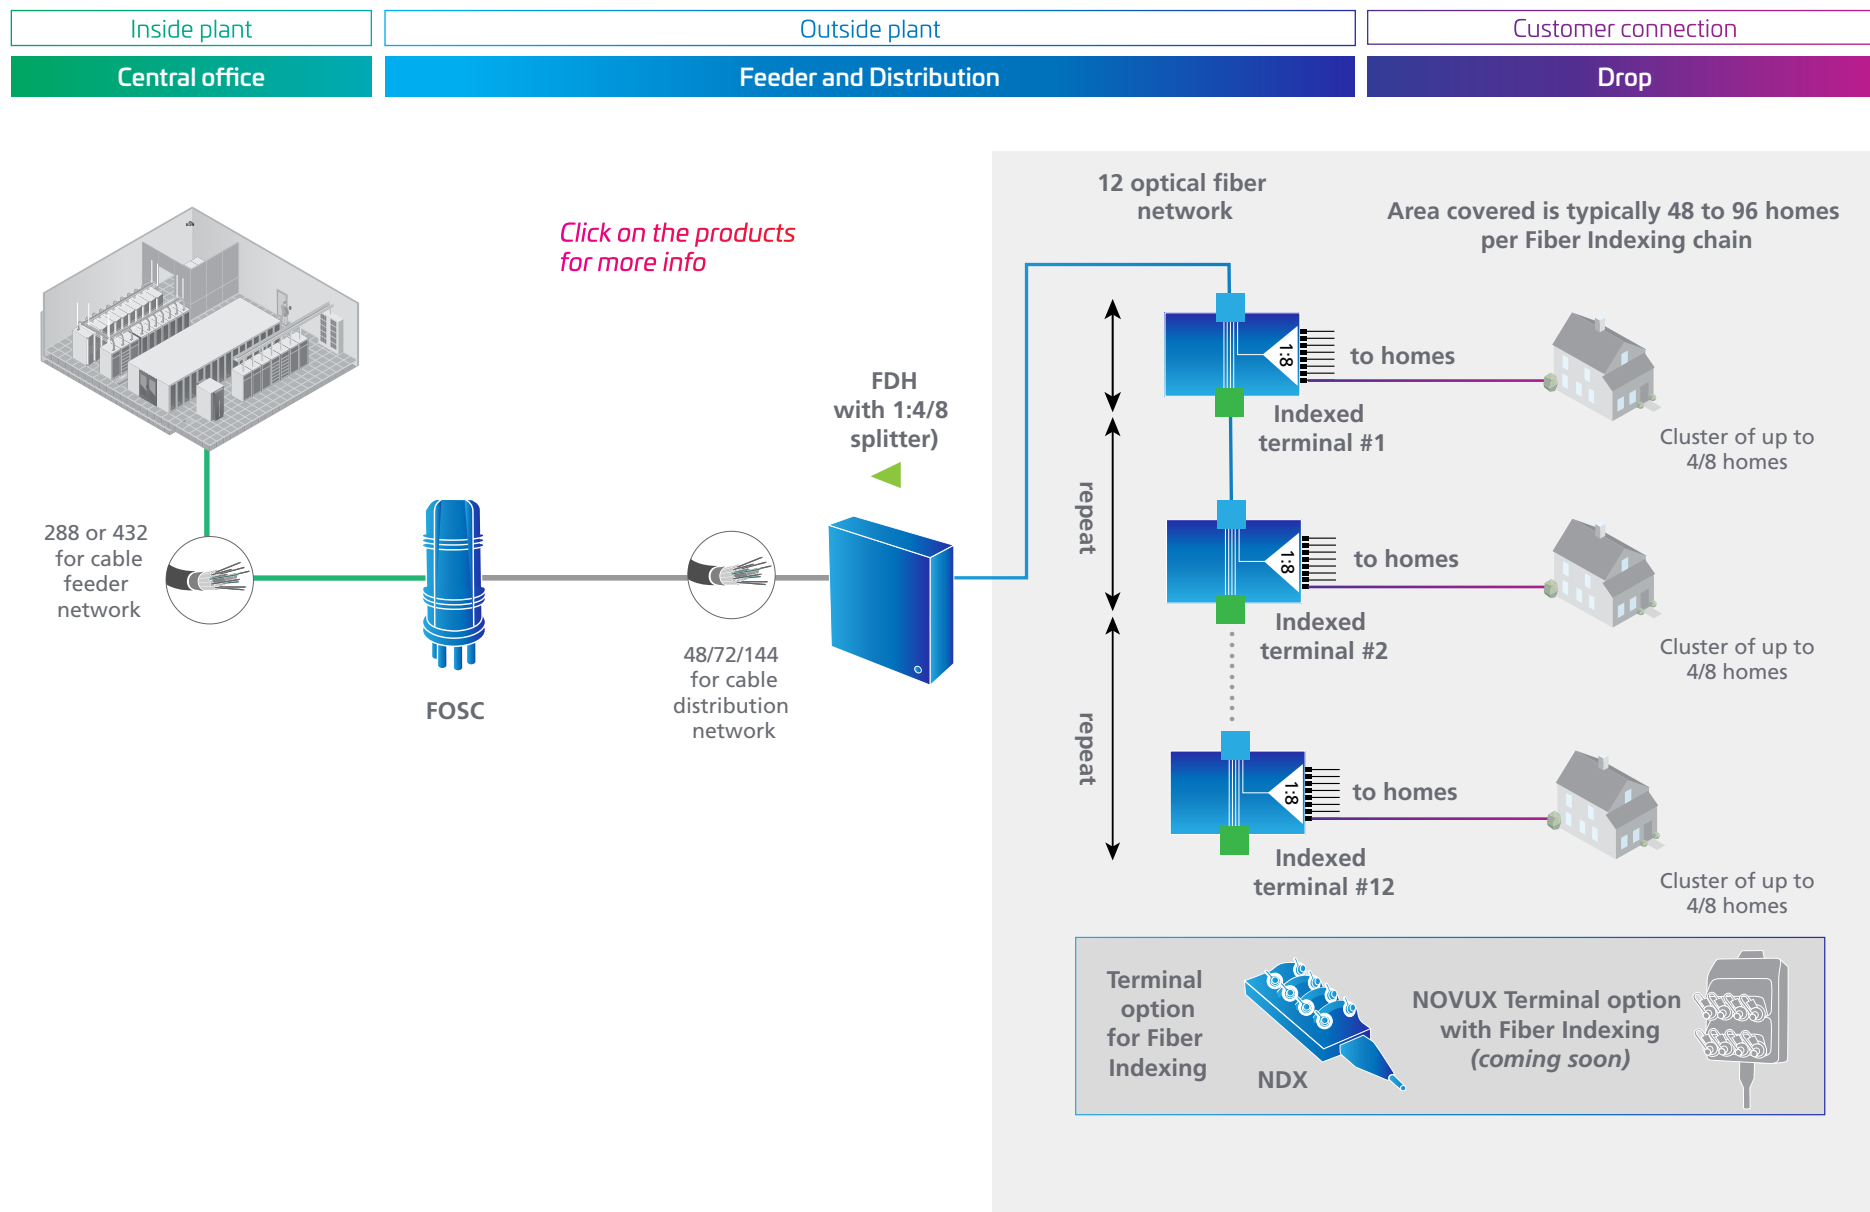 Inside plant
Outside plant
Customer connection
Central office
Feeder and Distribution
Drop
12 optical fiber
network
Area covered is typically 48 to 96 homes
per Fiber Indexing chain
Click on the products
for more info
FDH
with 1:4/8
splitter)
1:8
to homes
Indexed
terminal #1
Cluster of up to
4/8 homes
repeat
288 or 432
for cable
feeder
network
FOSC
48/72/144
for cable
distribution
network
1:8
to homes
Indexed
terminal #2
Cluster of up to
4/8 homes
repeat
1:8
to homes
Indexed
terminal #12
Cluster of up to
4/8 homes
Terminal
option
for Fiber
Indexing
NDX
NOVUX Terminal option
with Fiber Indexing
(coming soon)